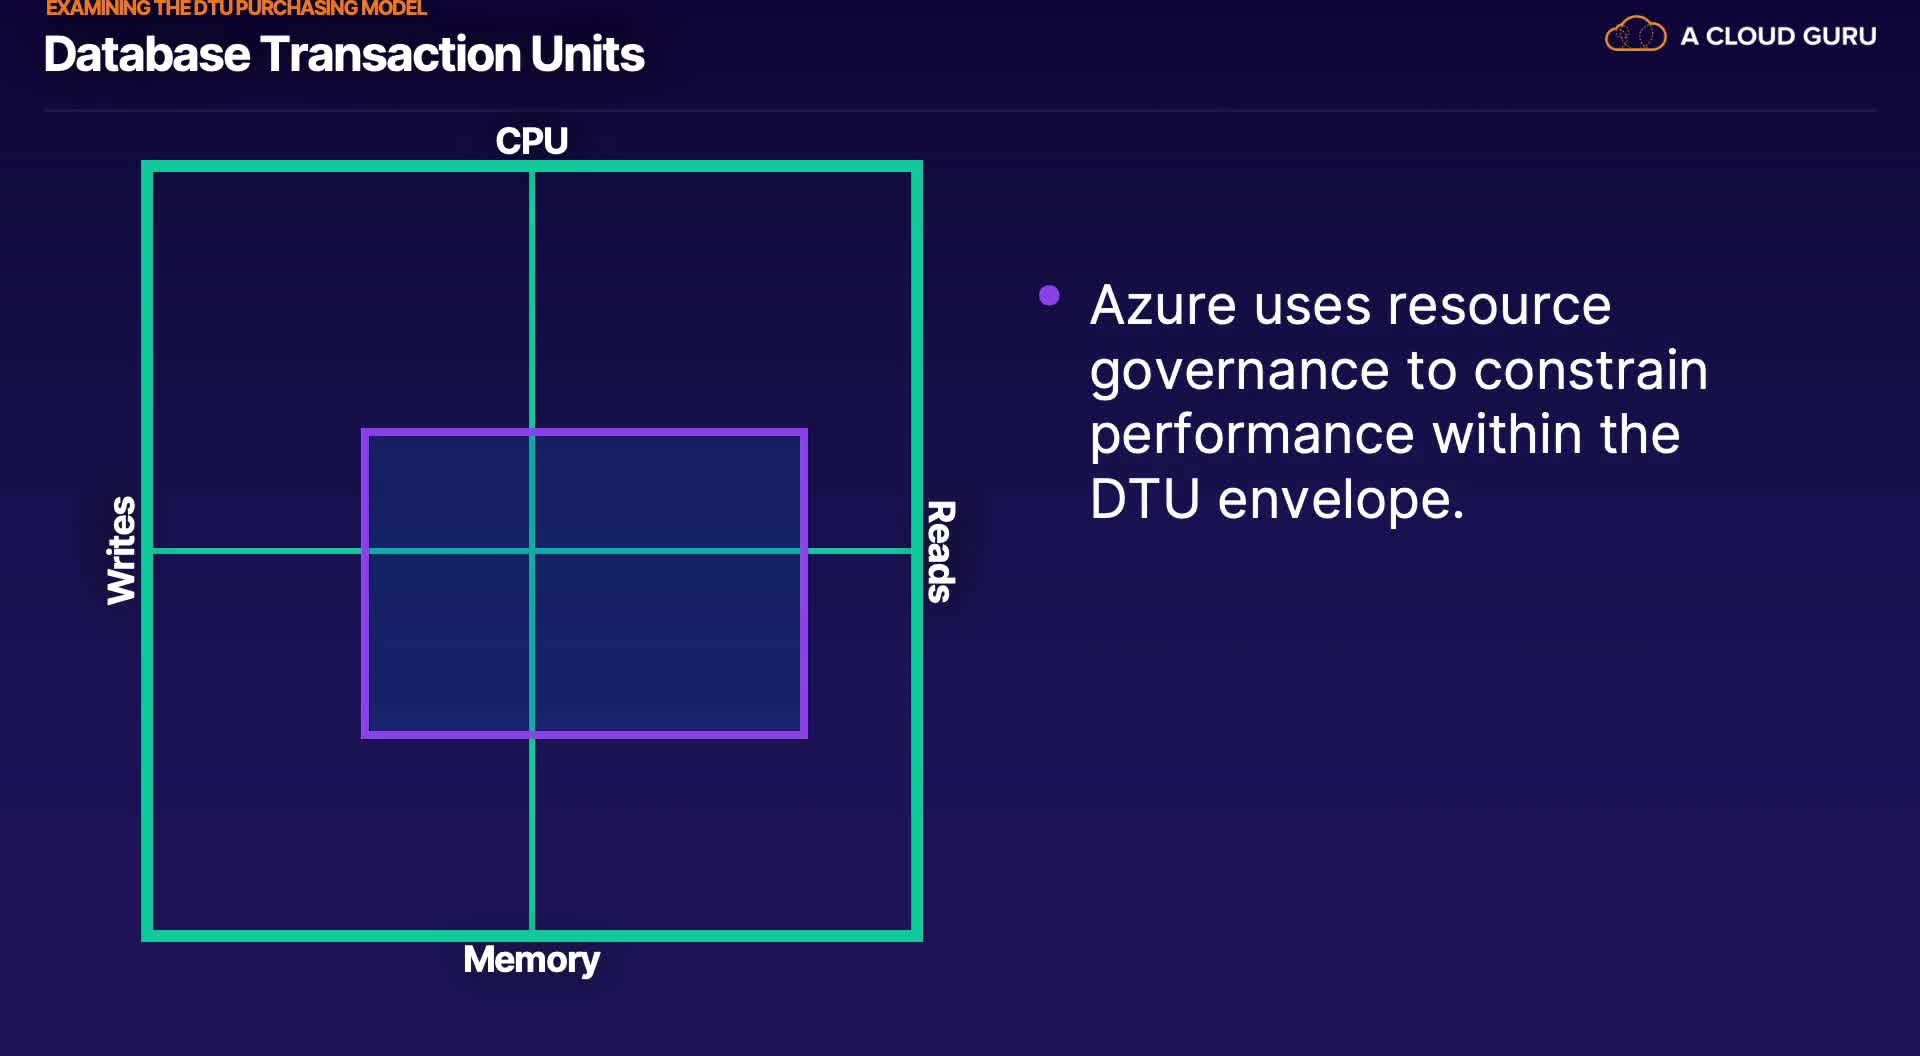 EXAMINING THE DTU PURCHASING MODEL
Database Transaction Units
A CLOUD GURU
CPU
Writes
Reads
Memory
Azure uses resource
governance to constrain
performance within the
DTU envelope.